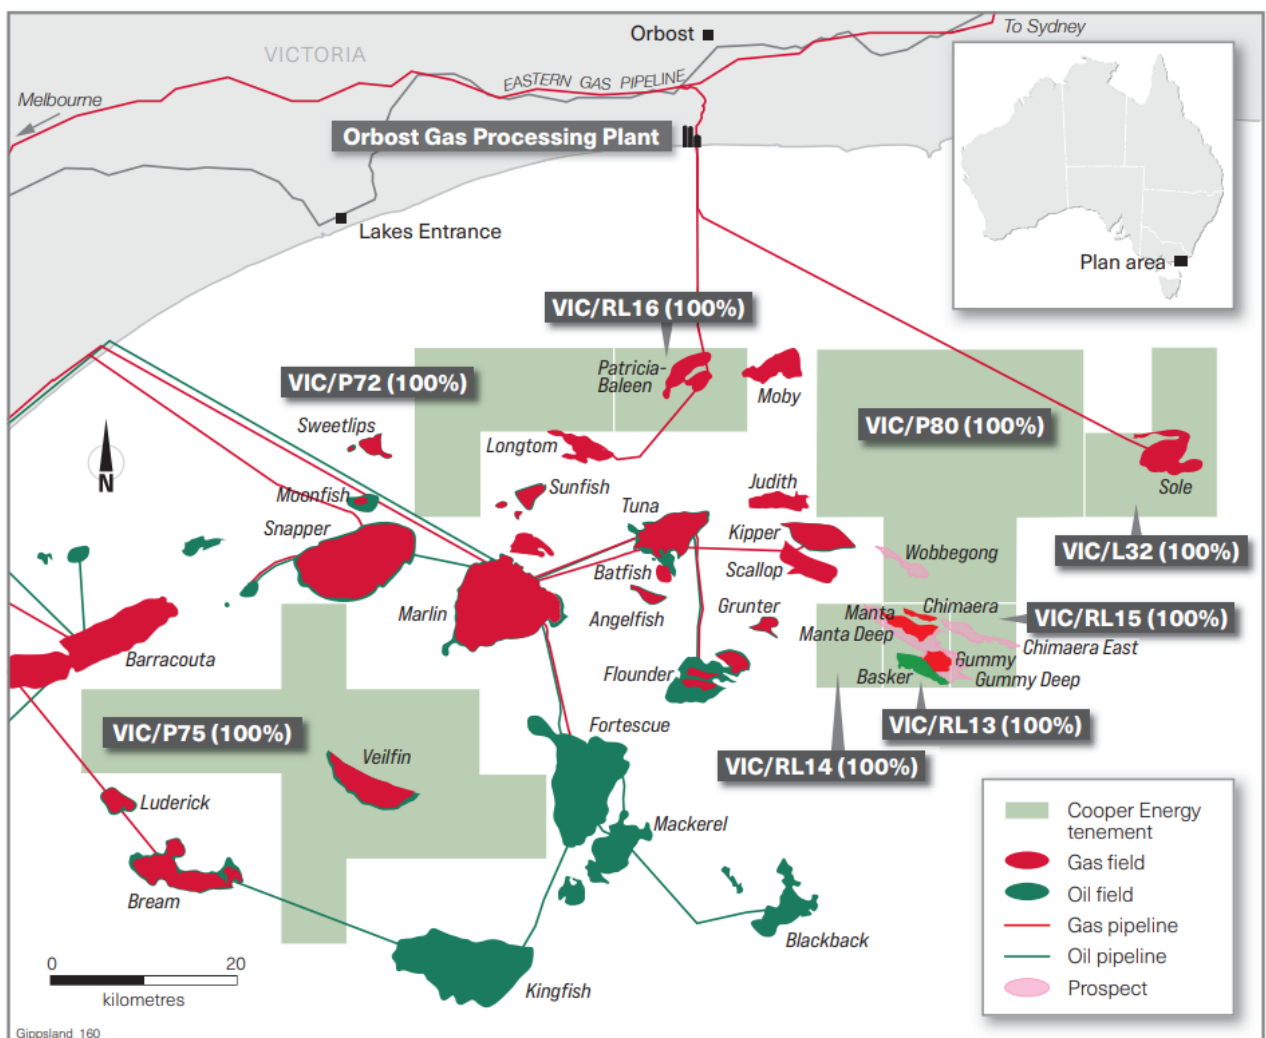 To Sydney
Orbost
VICTORIA
EASTERN GAS PIPELINE
Melbourne
Orbost Gas Processing Plant
Lakes Entrance
Plan area
VIC/RL16 (100%)
Patricia-
Baleen
Moby
VIC/P72 (100%)
Sweetlips
Longtom
VIC/P80 (100%)
Sole
N
Moonfish
Snapper
Sunfish
Judith
Tuna
Kipper
Scallop
Wobbegong
VIC/L32 (100%)
Batfish
Angelfish
Marlin
Grunter
Manta
Chimaera
VIC/RL15 (100%)
Manta Deep
Chimaera East
Barracouta
Flounder
Gummy
Basker
Gummy Deep
VIC/P75 (100%)
Fortescue
VIC/RL13 (100%)
Veilfin
VIC/RL14 (100%)
Luderick
Mackerel
Bream
Blackback
Kingfish
0 20
kilometres
Cooper Energy
tenement
Gas field
Oil field
Gas pipeline
Oil pipeline
Prospect
Gippsland 160